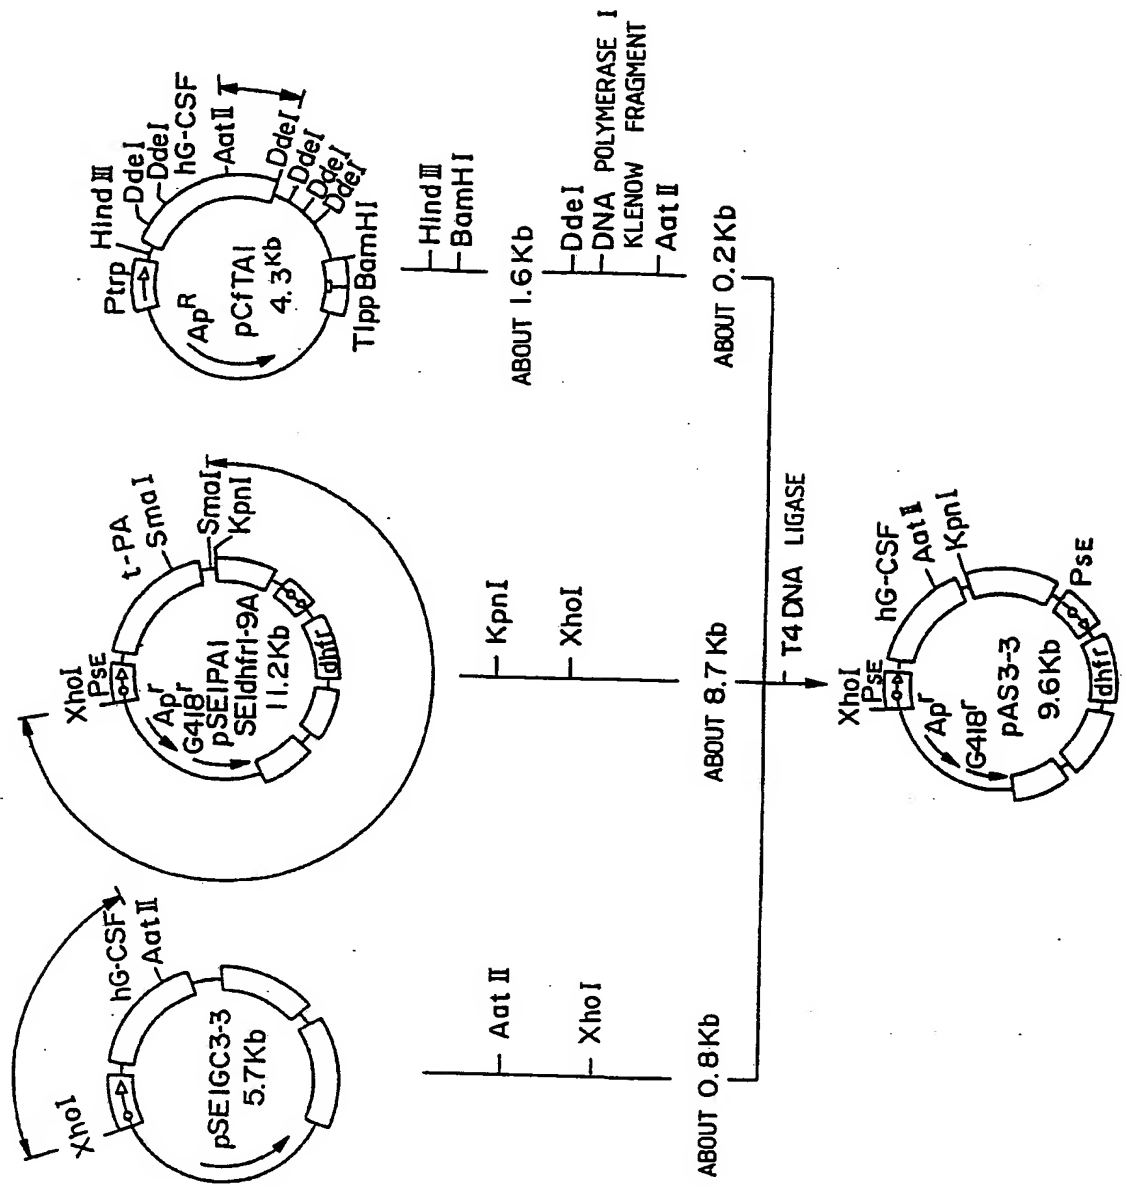 XhoI
hG-CSF
AatII
pSE1GC3-3
5.7Kb
Aat II
XhoI
ABOUT 0.8Kb
XhoI
PSE
t-PA
SmaI
SmaI
KpnI
Apʳ
G418ʳ
pSE1PA1
SE1dhfr1-9A
11.2Kb
dhfr
KpnI
XhoI
ABOUT 8.7Kb
Ptrp
HindIII
DdeI
DdeI
hG-CSF
AatII
DdeI
DdeI
DdeI
DdeI
ApR
pCfTA1
4.3Kb
Tlpp
BamHI
HindIII
BamHI
ABOUT 1.6Kb
DdeI
DNA POLYMERASE I
KLENOW FRAGMENT
AatII
ABOUT 0.2Kb
T4 DNA LIGASE
XhoI
PSE
hG-CSF
AatII
KpnI
Apʳ
G418ʳ
pAS3-3
9.6Kb
PSE
dhfr